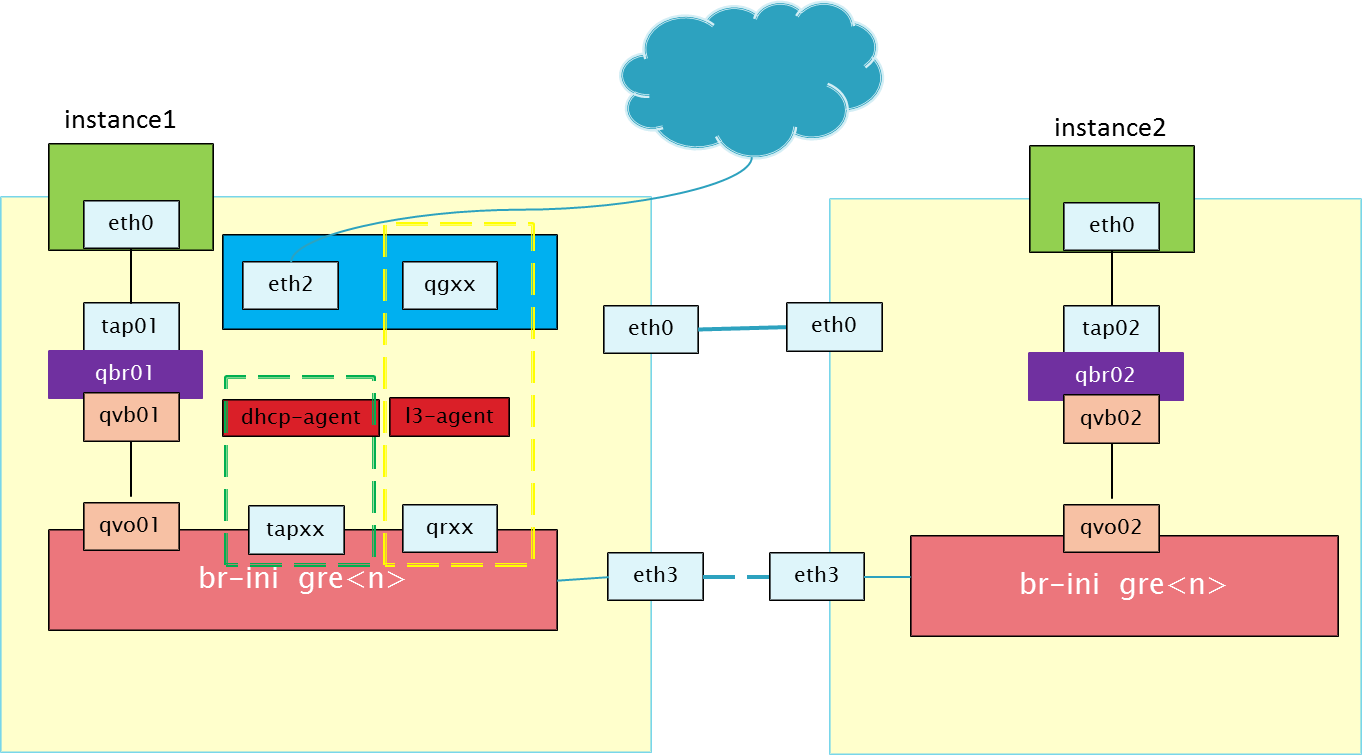 instance1
instance2
eth0
eth0
eth2
qgxx
tap01
eth0
eth0
tap02
qbr01
qbr02
qvb01
dhcp-agent
l3-agent
qvb02
qvo01
tapxx
qrxx
qvo02
br-ini gre<n>
eth3
eth3
br-ini gre<n>